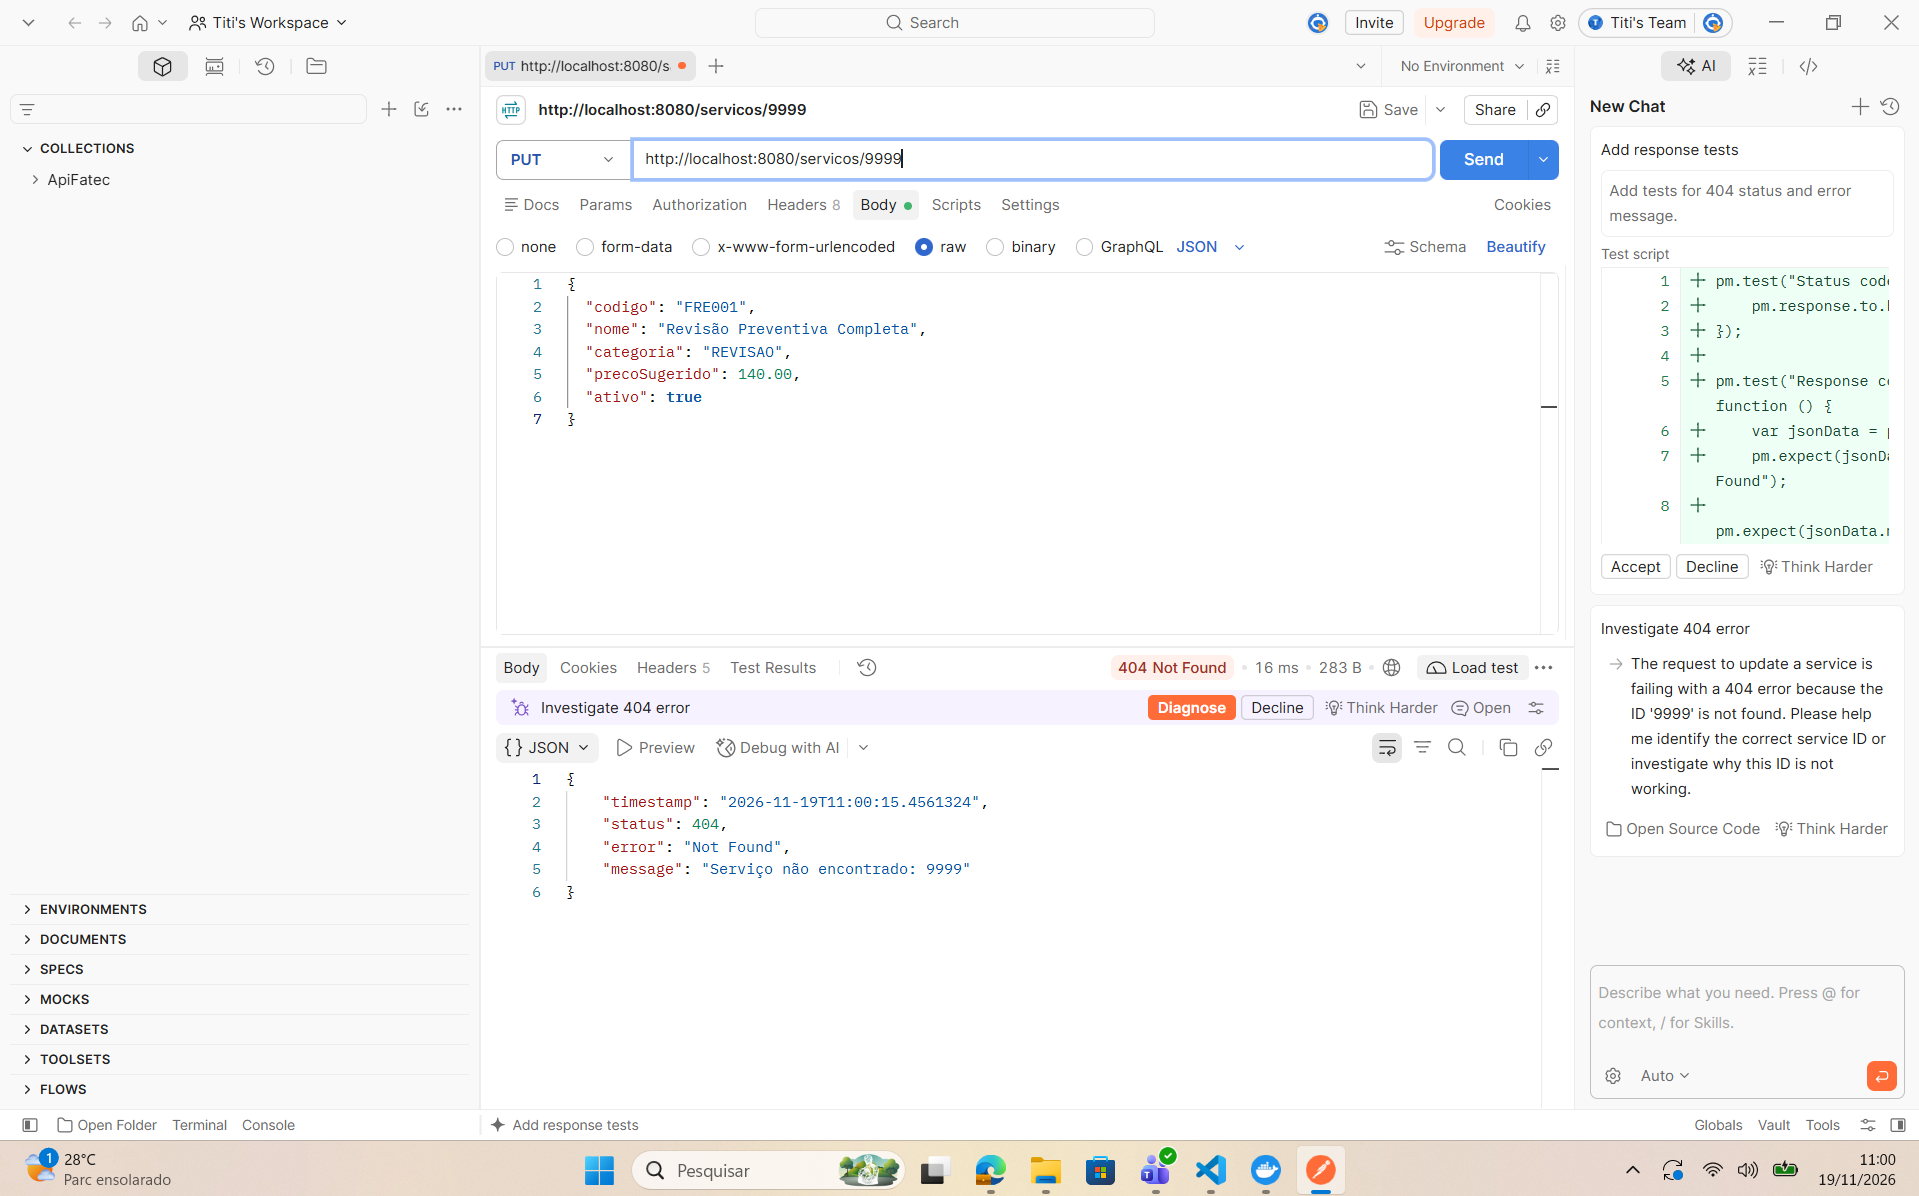 Titi's Workspace
Search
Invite
Upgrade
Titi's Team
COLLECTIONS
ApiFatec
ENVIRONMENTS
DOCUMENTS
SPECS
MOCKS
DATASETS
TOOLSETS
FLOWS
PUT http://localhost:8080/s
No Environment
HTTP
http://localhost:8080/servicos/9999
Save
Share
PUT
http://localhost:8080/servicos/9999
Send
Docs
Params
Authorization
Headers 8
Body
Scripts
Settings
Cookies
none
form-data
x-www-form-urlencoded
raw
binary
GraphQL
JSON
Schema
Beautify
1 {
2 "codigo": "FRE001",
3 "nome": "Revisão Preventiva Completa",
4 "categoria": "REVISAO",
5 "precoSugerido": 140.00,
6 "ativo": true
7 }
Body
Cookies
Headers 5
Test Results
404 Not Found
16 ms
283 B
Load test
Investigate 404 error
Diagnose
Decline
Think Harder
Open
{} JSON
Preview
Debug with AI
1 {
2 "timestamp": "2026-11-19T11:00:15.4561324",
3 "status": 404,
4 "error": "Not Found",
5 "message": "Serviço não encontrado: 9999"
6 }
AI
New Chat
Add response tests
Add tests for 404 status and error
message.
Test script
1 + pm.test("Status cod
2 + pm.response.to.
3 + });
4 +
5 + pm.test("Response c
function () {
6 + var jsonData =
7 + pm.expect(jsonD
Found");
8 +
pm.expect(jsonData.
Accept
Decline
Think Harder
Investigate 404 error
The request to update a service is
failing with a 404 error because the
ID '9999' is not found. Please help
me identify the correct service ID or
investigate why this ID is not
working.
Open Source Code
Think Harder
Describe what you need. Press @ for
context, / for Skills.
Auto
Open Folder
Terminal
Console
Add response tests
Globals
Vault
Tools
1
28°C
Parc ensolarado
Pesquisar
11:00
19/11/2026